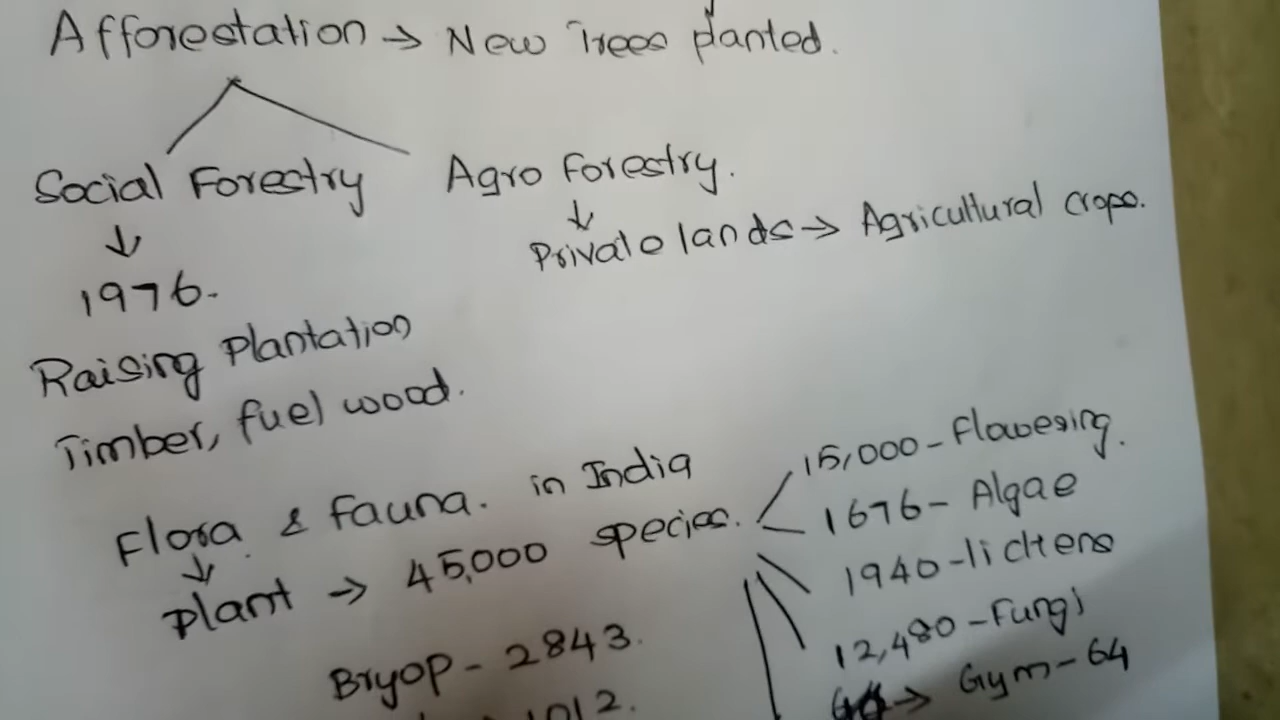 Afforestation → New Trees planted.
Social Forestry
Agro forestry.
↓
Private lands → Agricultural crops.
↓
1976.
Raising Plantation
Timber, fuel wood.
Flora & Fauna. in India
↓
Plant → 45,000 species.
15,000 - Flowering.
1676 - Algae
1940 - lichens
12,480 - Fungi
→ Gym - 64
Bryop - 2843.
1012.